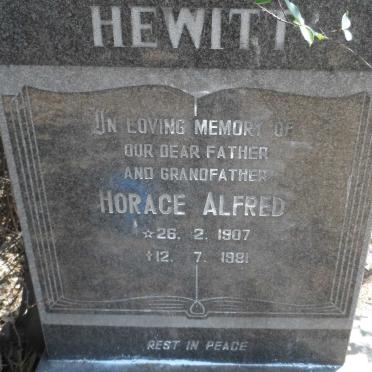 HEWITT
IN LOVING MEMORY OF
OUR DEAR FATHER
AND GRANDFATHER
HORACE ALFRED
☆26. 2. 1907
†12. 7. 1981
REST IN PEACE